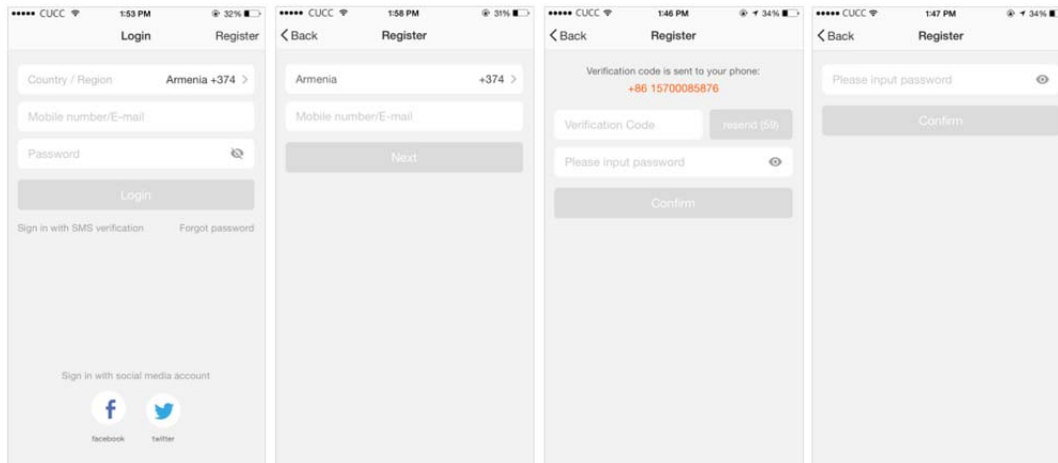 CUCC 1:53 PM 32%
Login Register
Country / Region Armenia +374
Mobile number/E-mail
Password
Login
Sign in with SMS verification Forgot password
Sign in with social media account
facebook twitter
CUCC 1:58 PM 31%
Back Register
Armenia +374
Mobile number/E-mail
Next
CUCC 1:46 PM 34%
Back Register
Verification code is sent to your phone:
+86 15700085876
Verification Code resend (59)
Please input password
Confirm
CUCC 1:47 PM 34%
Back Register
Please input password
Confirm